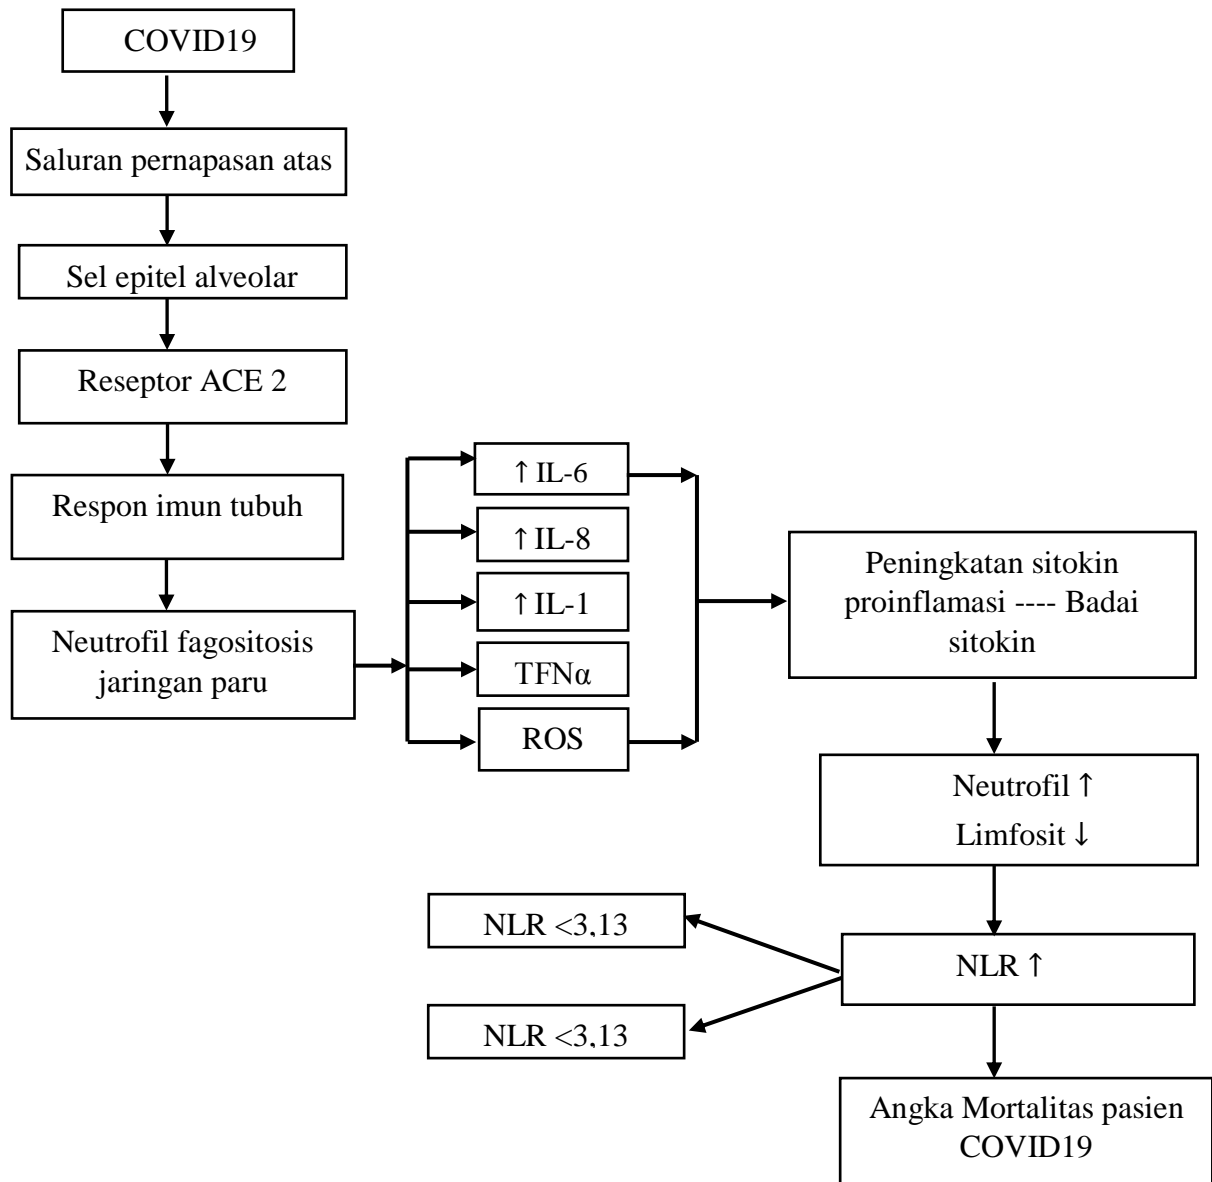 COVID19
Saluran pernapasan atas
Sel epitel alveolar
Reseptor ACE 2
Respon imun tubuh
Neutrofil fagositosis
jaringan paru
↑ IL-6
↑ IL-8
↑ IL-1
TFNα
ROS
Peningkatan sitokin
proinflamasi ---- Badai
sitokin
Neutrofil ↑
Limfosit ↓
NLR ↑
NLR <3,13
NLR <3,13
Angka Mortalitas pasien
COVID19